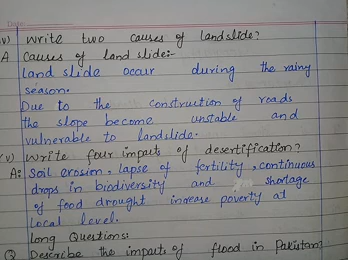 v) write two causes of landslide?
A Causes of land slide:-
land slide occur during the rainy
season.
Due to the construction of roads
the slope become unstable and
vulnerable to landslide.
(v) write four impats of desertification?
A: Soil erosion, lapse of fertility, continuous
drops in biodiversity and shortage
of food drought increase poverty at
local level.
long Questions:
Q Describe the impacts of flood in Pakistan?